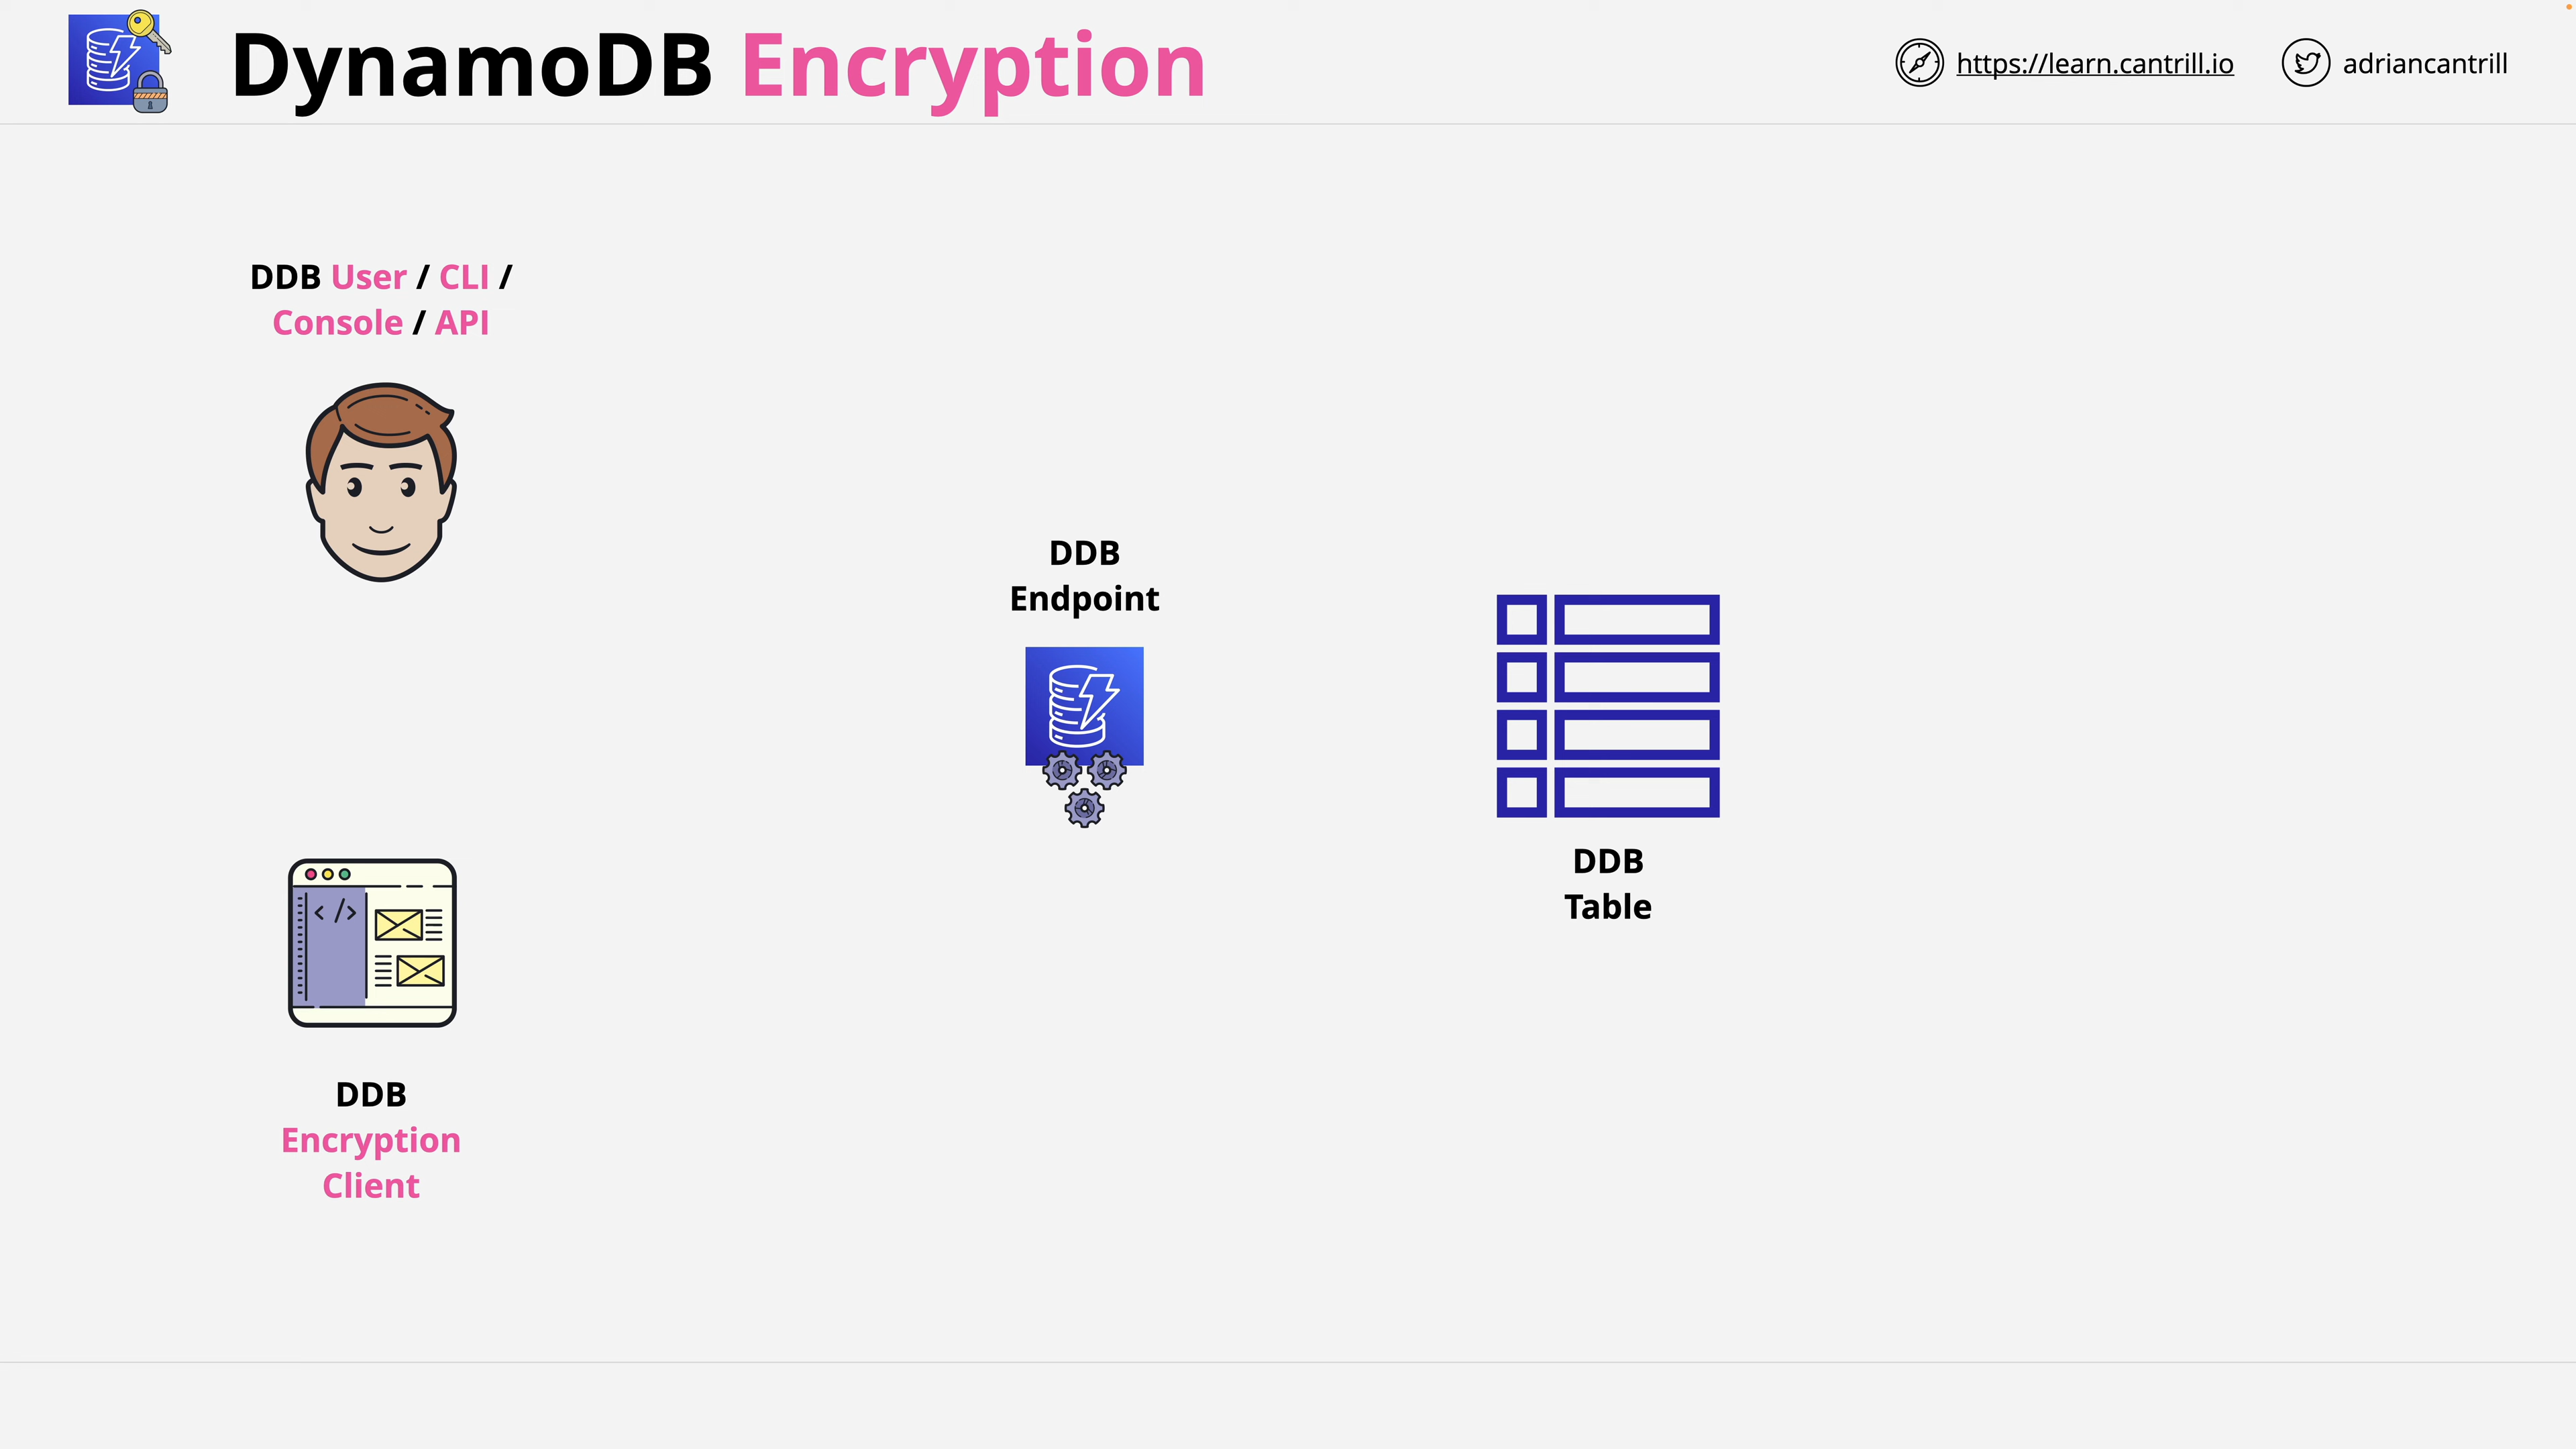 DynamoDB Encryption
https://learn.cantrill.io
adriancantrill
DDB User / CLI /
Console / API
DDB
Endpoint
DDB
Table
</>
DDB
Encryption
Client